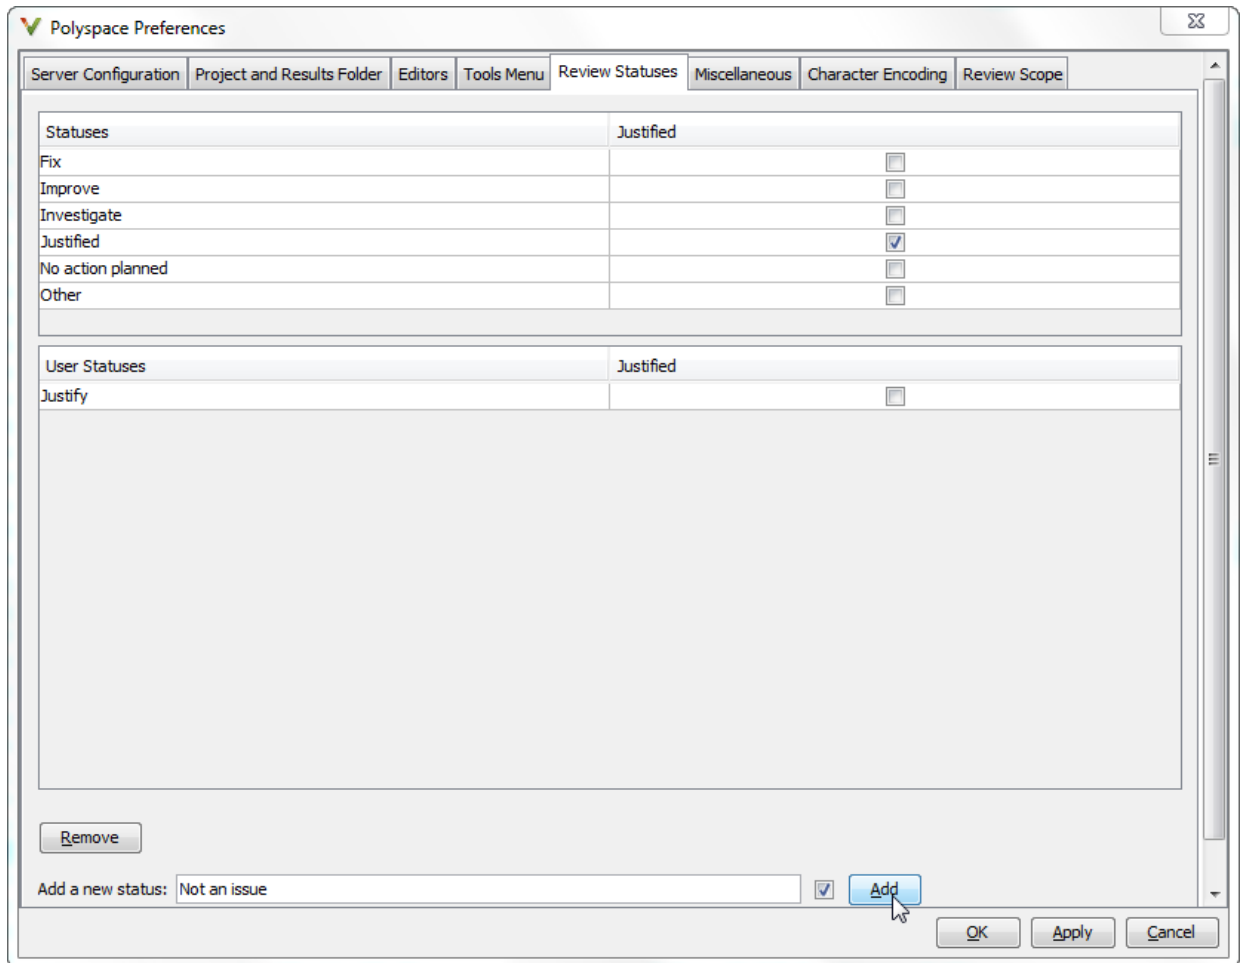 Polyspace Preferences
Server Configuration Project and Results Folder Editors Tools Menu Review Statuses Miscellaneous Character Encoding Review Scope
Statuses Justified
Fix
Improve
Investigate
Justified
No action planned
Other
User Statuses Justified
Justify
Remove
Add a new status: Not an issue Add
OK Apply Cancel